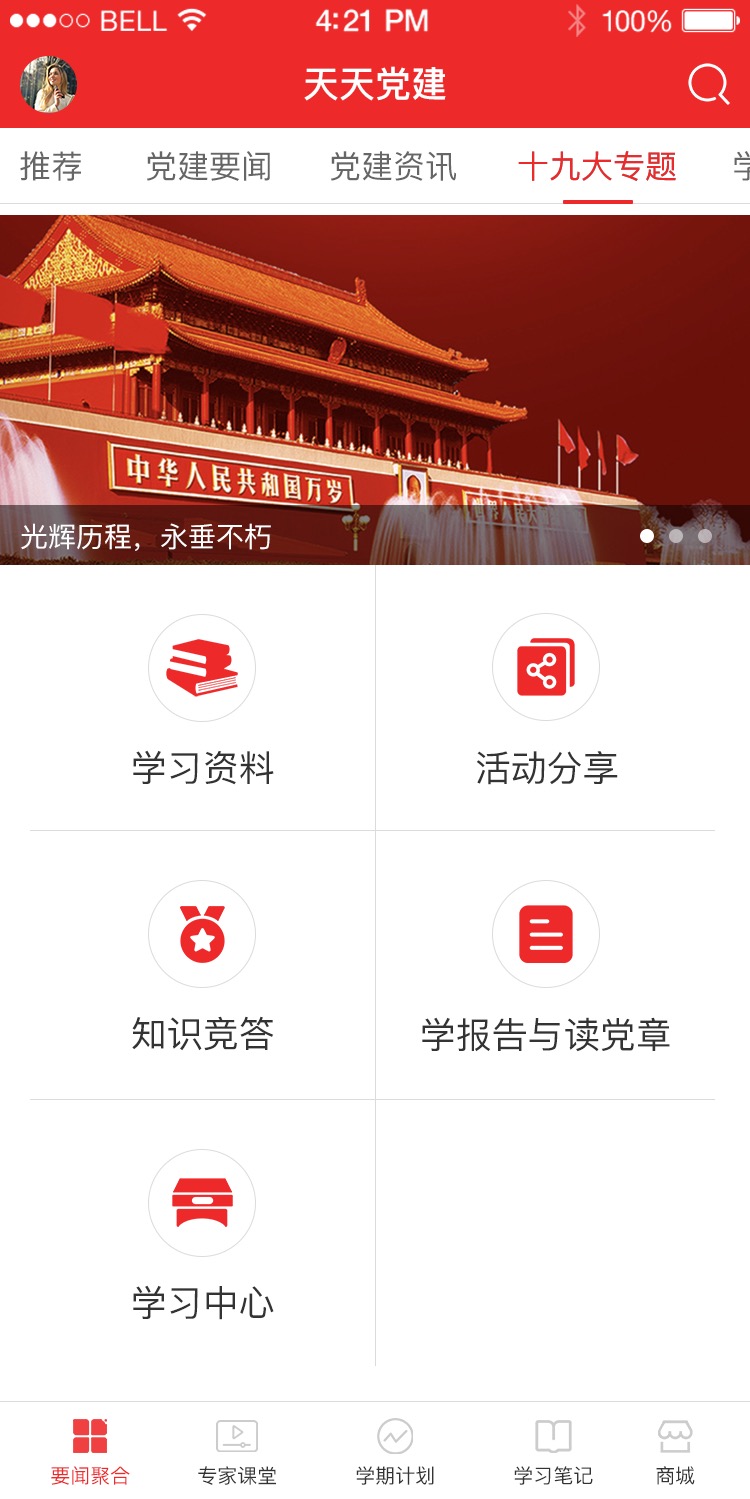 BELL 4:21 PM 100%
天天党建
推荐 党建要闻 党建资讯 十九大专题 学
中华人民共和国万岁
光辉历程，永垂不朽
学习资料 活动分享
知识竞答 学报告与读党章
学习中心
要闻聚合 专家课堂 学期计划 学习笔记 商城